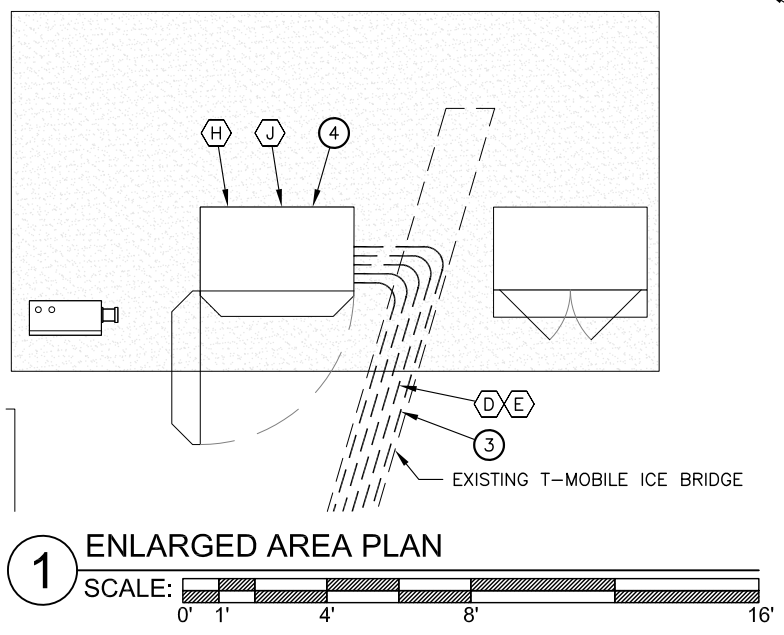 H J 4
D E
3
EXISTING T-MOBILE ICE BRIDGE
1 ENLARGED AREA PLAN
SCALE:
0' 1' 4' 8' 16'